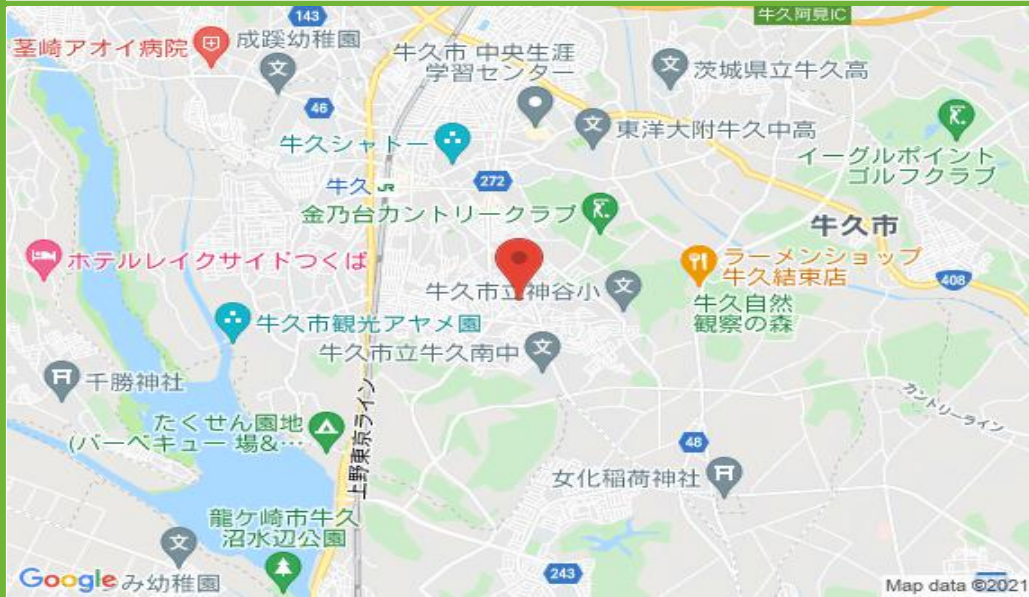 143
牛久阿見IC
茎崎アオイ病院
成蹊幼稚園
牛久市 中央生涯
学習センター
茨城県立牛久高
46
東洋大附牛久中高
牛久シャトー
イーグルポイント
ゴルフクラブ
牛久
JR
272
金乃台カントリークラブ
牛久市
ホテルレイクサイドつくば
ラーメンショップ
牛久結束店
408
牛久市立神谷小
牛久自然
観察の森
牛久市観光アヤメ園
牛久市立牛久南中
千勝神社
カントリーライン
たくせん園地
(バーベキュー 場&…
上野東京ライン
48
女化稲荷神社
龍ケ崎市牛久
沼水辺公園
243
Google
み幼稚園
Map data ©2021